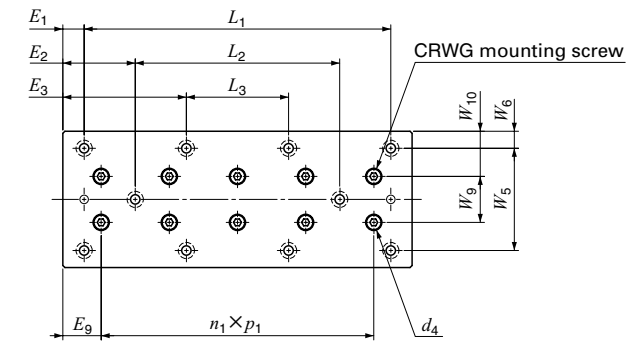 E₁ L₁
E₂ L₂
CRWG mounting screw
E₃ L₃
W₁₀ W₆
W₉ W₅
E₉ n₁×p₁ d₄